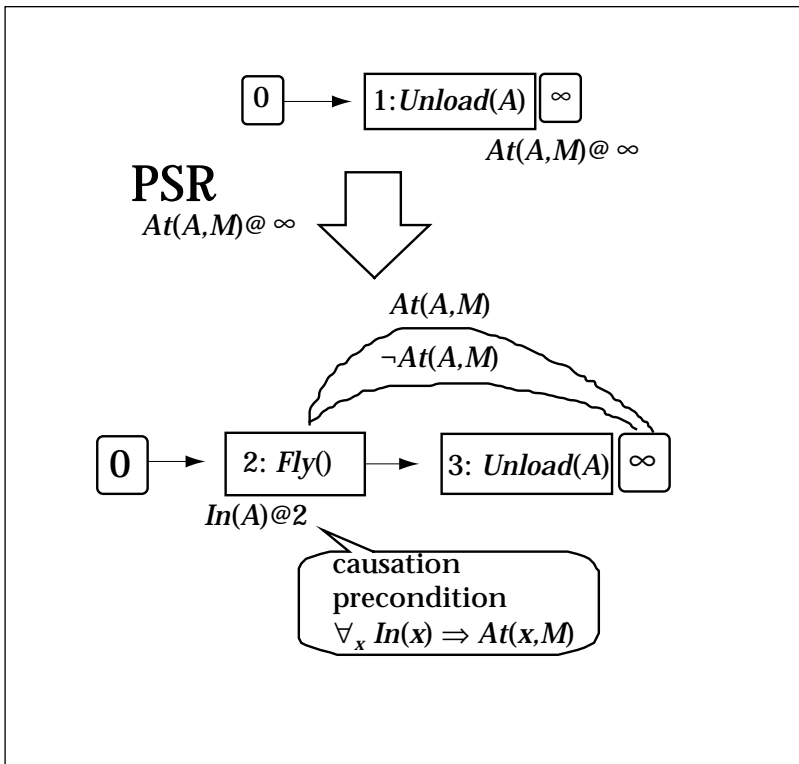 0
1:Unload(A)
∞
At(A,M)@ ∞
PSR
At(A,M)@ ∞
At(A,M)
¬At(A,M)
0
2: Fly()
3: Unload(A)
∞
In(A)@2
causation
precondition
∀x In(x) ⇒ At(x,M)